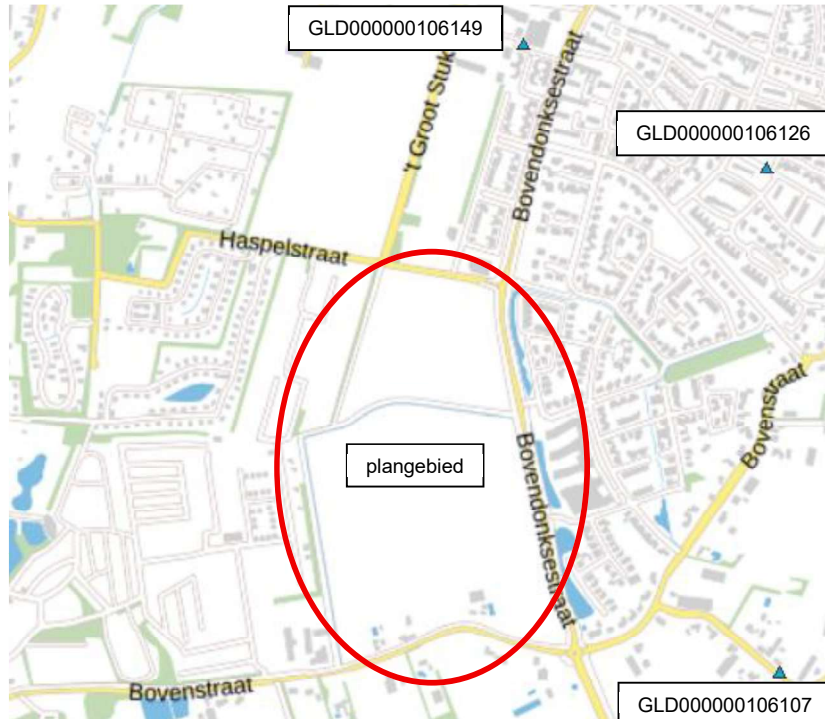 GLD000000106149
't Groot Stuk
Bovendonksestraat
GLD000000106126
Haspelstraat
plangebied
Bovendonksestraat
Bovenstraat
Bovenstraat
GLD000000106107